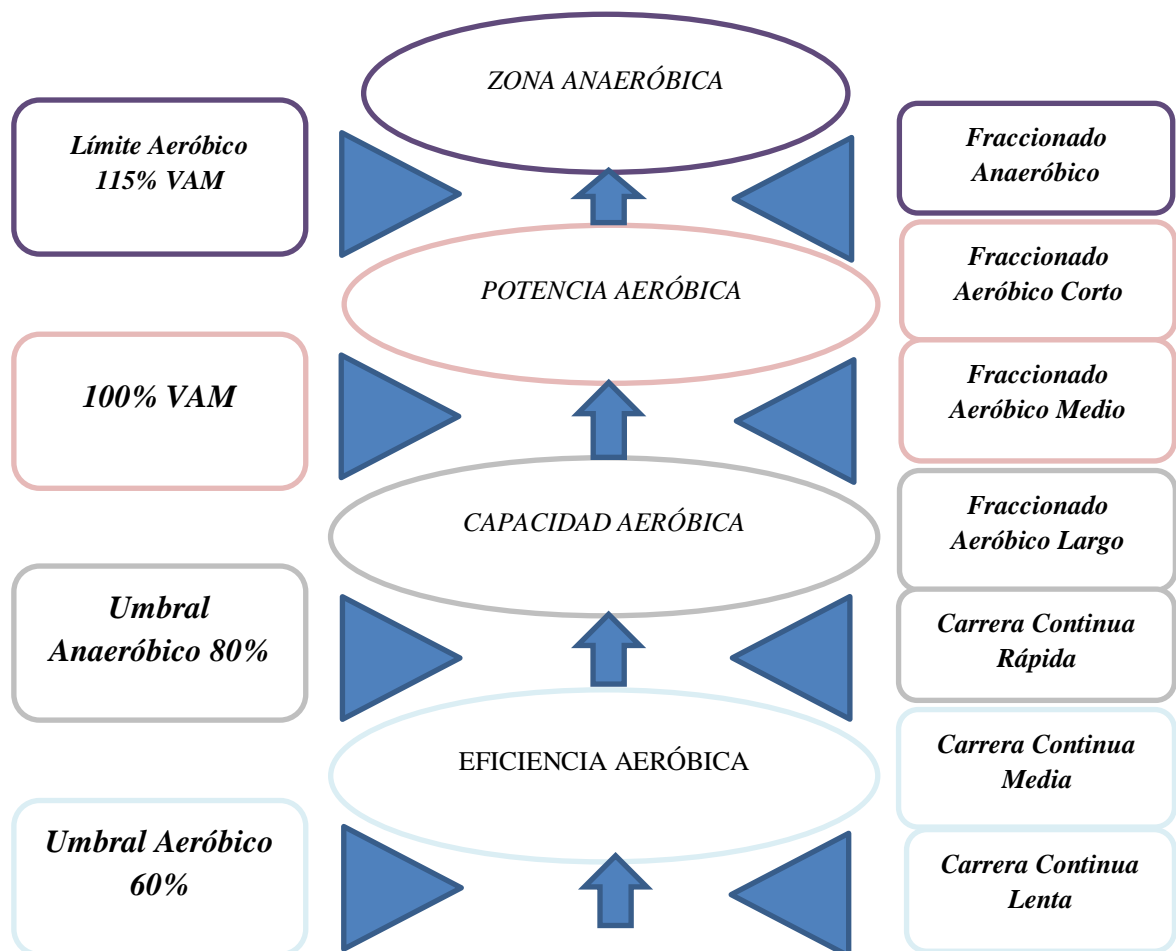 ZONA ANAERÓBICA
Límite Aeróbico
115% VAM
Fraccionado
Anaeróbico
POTENCIA AERÓBICA
Fraccionado
Aeróbico Corto
100% VAM
Fraccionado
Aeróbico Medio
CAPACIDAD AERÓBICA
Fraccionado
Aeróbico Largo
Umbral
Anaeróbico 80%
Carrera Continua
Rápida
EFICIENCIA AERÓBICA
Carrera Continua
Media
Umbral Aeróbico
60%
Carrera Continua
Lenta